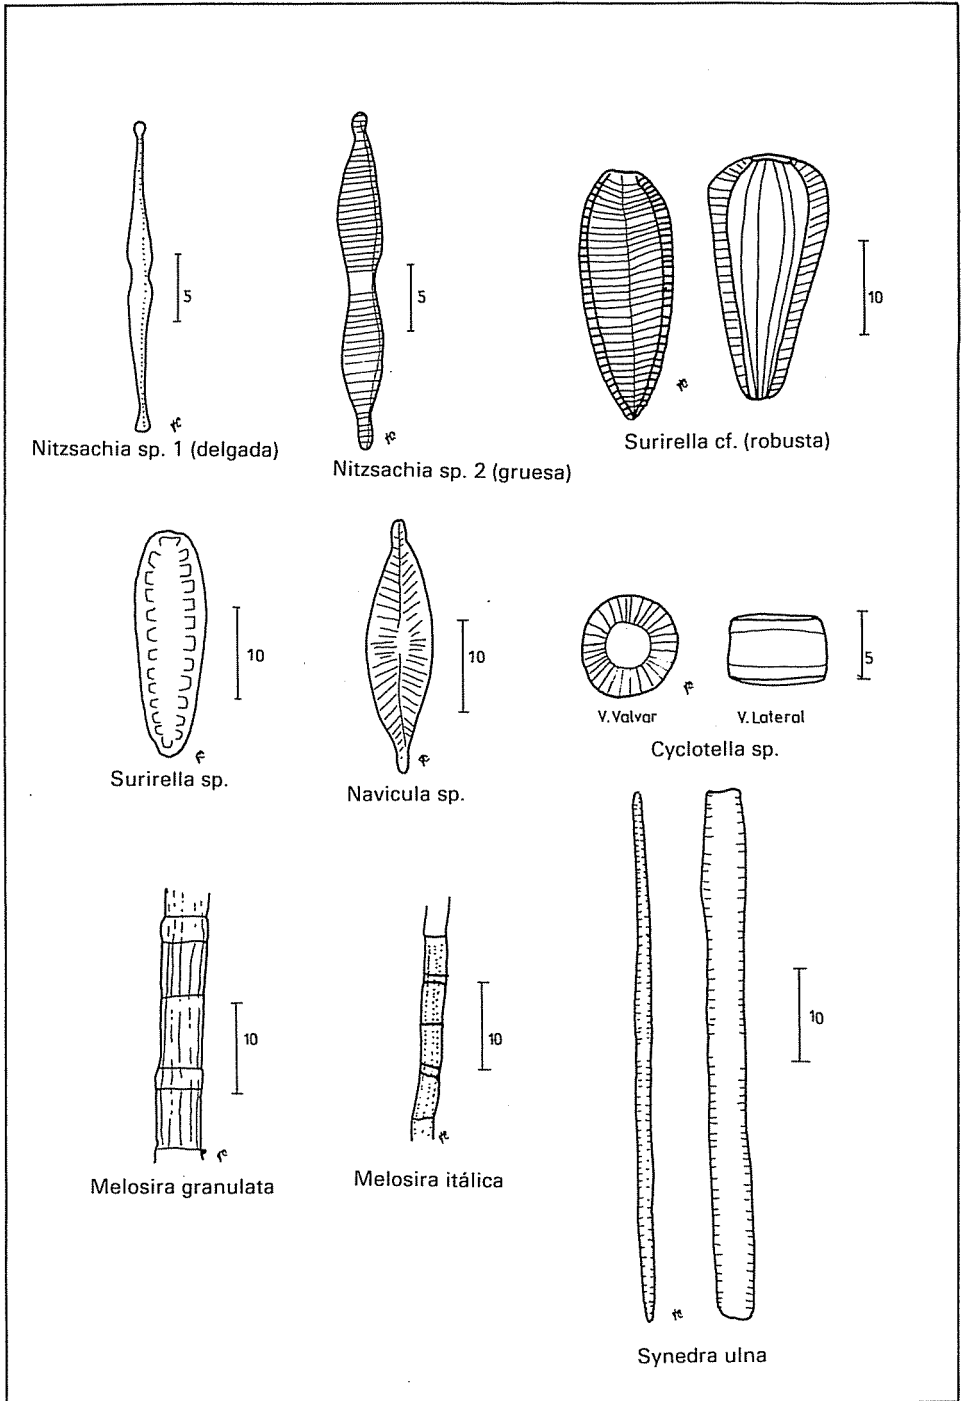 5
5
10
Nitzsachia sp. 1 (delgada)
Nitzsachia sp. 2 (gruesa)
Surirella cf. (robusta)
10
10
5
V. Valvar
V. Lateral
Surirella sp.
Navicula sp.
Cyclotella sp.
10
10
10
Melosira granulata
Melosira itálica
Synedra ulna